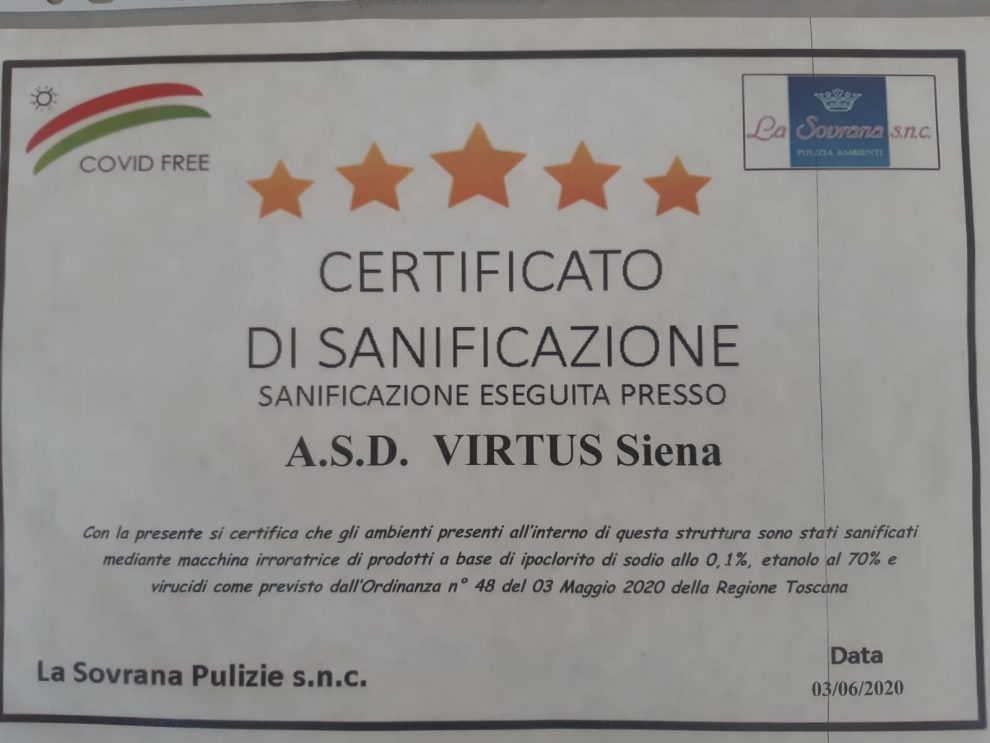 COVID FREE
La Sovrana s.n.c.
PULIZIA AMBIENTI
CERTIFICATO
DI SANIFICAZIONE
SANIFICAZIONE ESEGUITA PRESSO
A.S.D. VIRTUS Siena
Con la presente si certifica che gli ambienti presenti all'interno di questa struttura sono stati sanificati
mediante macchina irroratrice di prodotti a base di ipoclorito di sodio allo 0,1%, etanolo al 70% e
virucidi come previsto dall'Ordinanza n° 48 del 03 Maggio 2020 della Regione Toscana
La Sovrana Pulizie s.n.c.
Data
03/06/2020